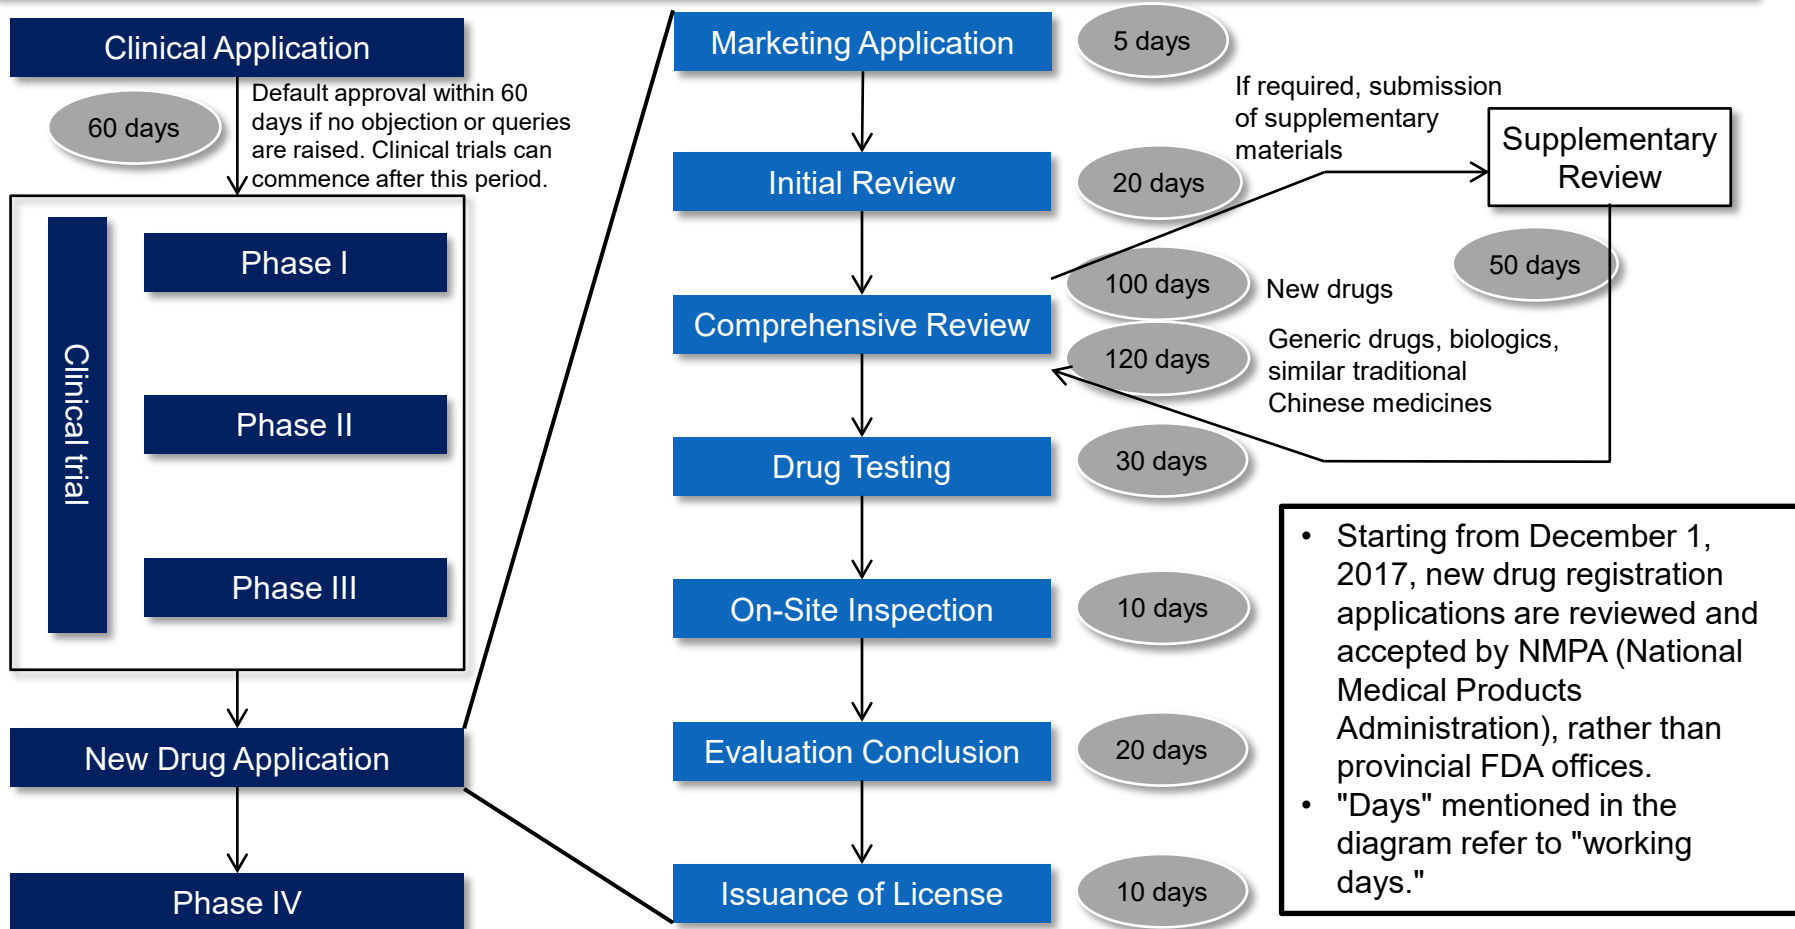 Clinical Application
60 days
Default approval within 60
days if no objection or queries
are raised. Clinical trials can
commence after this period.
Clinical trial
Phase I
Phase II
Phase III
New Drug Application
Phase IV
Marketing Application
5 days
Initial Review
20 days
If required, submission
of supplementary
materials
Supplementary
Review
50 days
Comprehensive Review
100 days
New drugs
120 days
Generic drugs, biologics,
similar traditional
Chinese medicines
Drug Testing
30 days
On-Site Inspection
10 days
Evaluation Conclusion
20 days
Issuance of License
10 days
• Starting from December 1,
2017, new drug registration
applications are reviewed and
accepted by NMPA (National
Medical Products
Administration), rather than
provincial FDA offices.
• "Days" mentioned in the
diagram refer to "working
days."